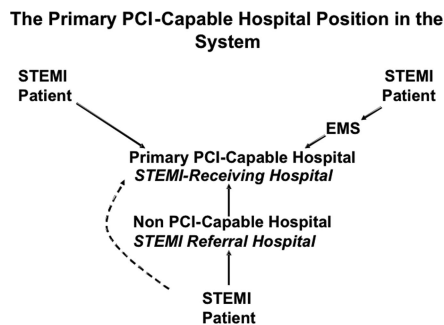 The Primary PCI-Capable Hospital Position in the
System
STEMI
Patient
STEMI
Patient
EMS
Primary PCI-Capable Hospital
STEMI-Receiving Hospital
Non PCI-Capable Hospital
STEMI Referral Hospital
STEMI
Patient